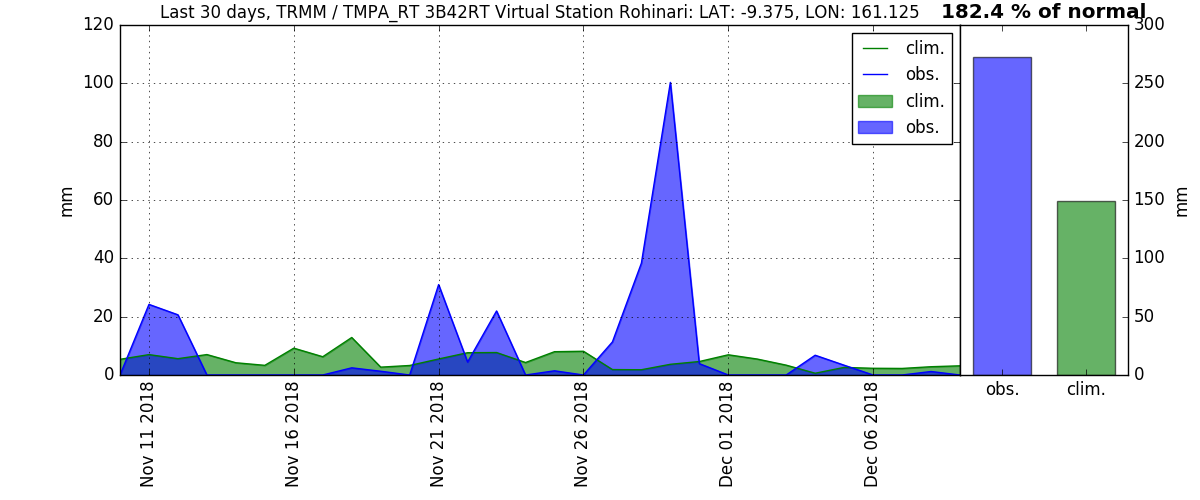 Last 30 days, TRMM / TMPA_RT 3B42RT Virtual Station Rohinari: LAT: -9.375, LON: 161.125
182.4 % of normal
120
100
80
60
40
20
0
mm
clim.
obs.
clim.
obs.
Nov 11 2018
Nov 16 2018
Nov 21 2018
Nov 26 2018
Dec 01 2018
Dec 06 2018
300
250
200
150
100
50
0
mm
obs.
clim.